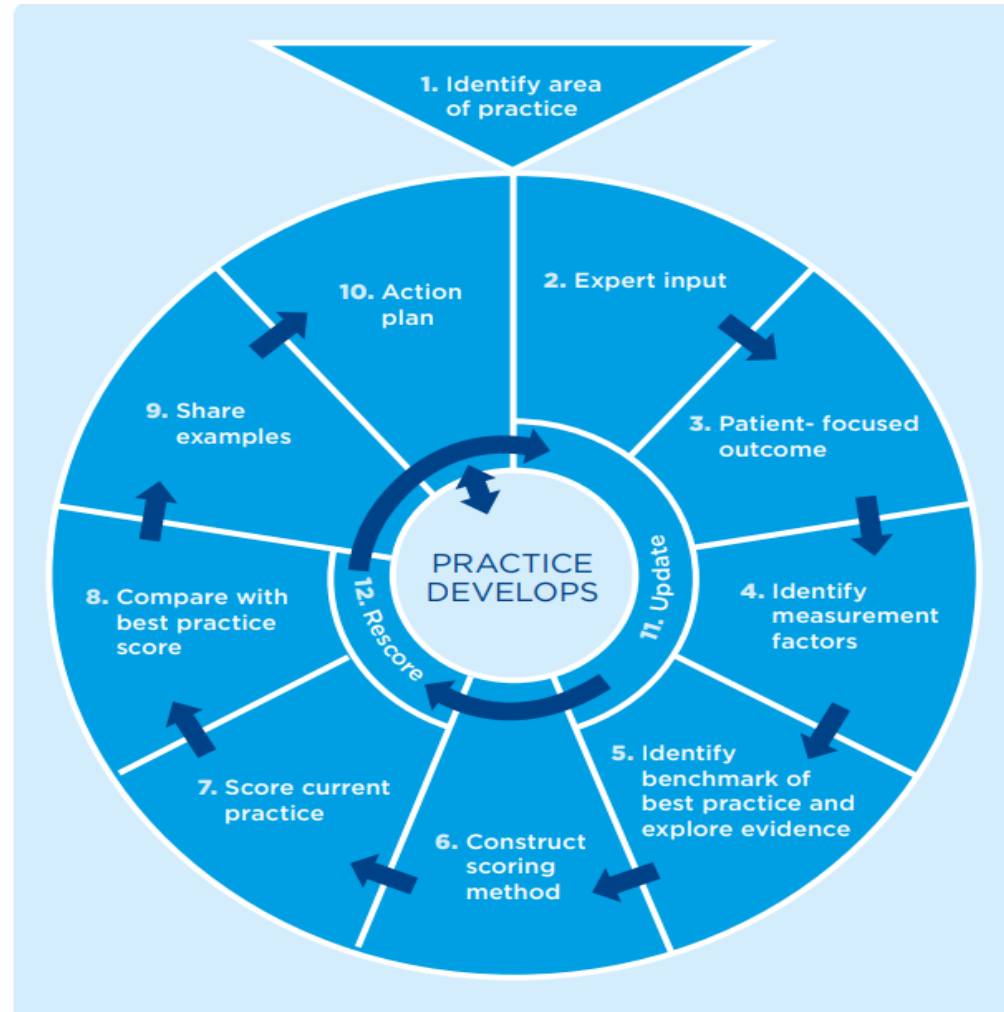 1. Identify area
of practice
2. Expert input
3. Patient- focused
outcome
4. Identify
measurement
factors
5. Identify
benchmark of
best practice and
explore evidence
6. Construct
scoring
method
7. Score current
practice
8. Compare with
best practice
score
9. Share
examples
10. Action
plan
11. Update
12. Rescore
PRACTICE
DEVELOPS